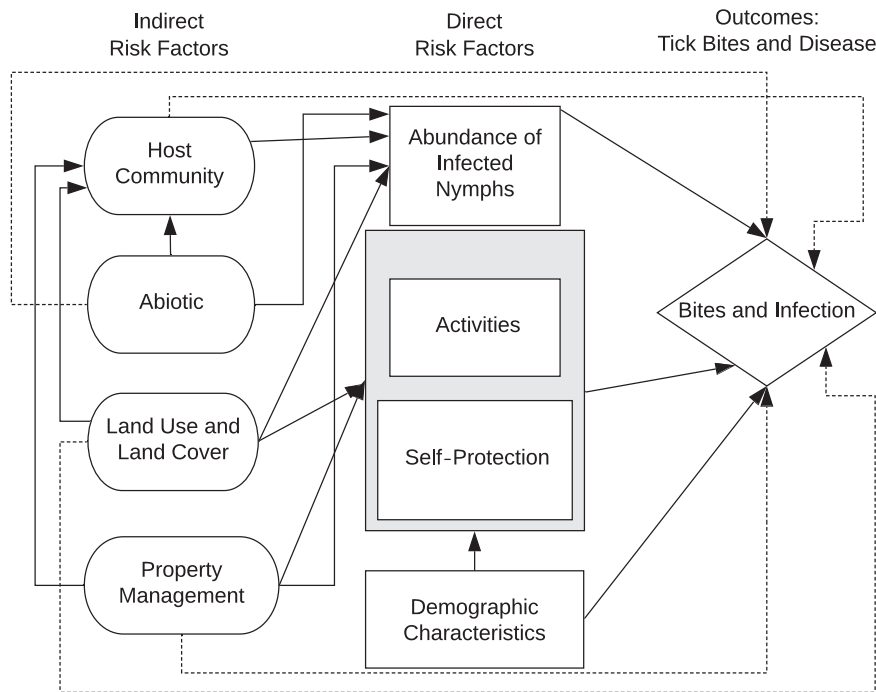 Indirect
Risk Factors
Direct
Risk Factors
Outcomes:
Tick Bites and Disease
Host
Community
Abundance of
Infected
Nymphs
Abiotic
Activities
Bites and Infection
Land Use and
Land Cover
Self-Protection
Property
Management
Demographic
Characteristics